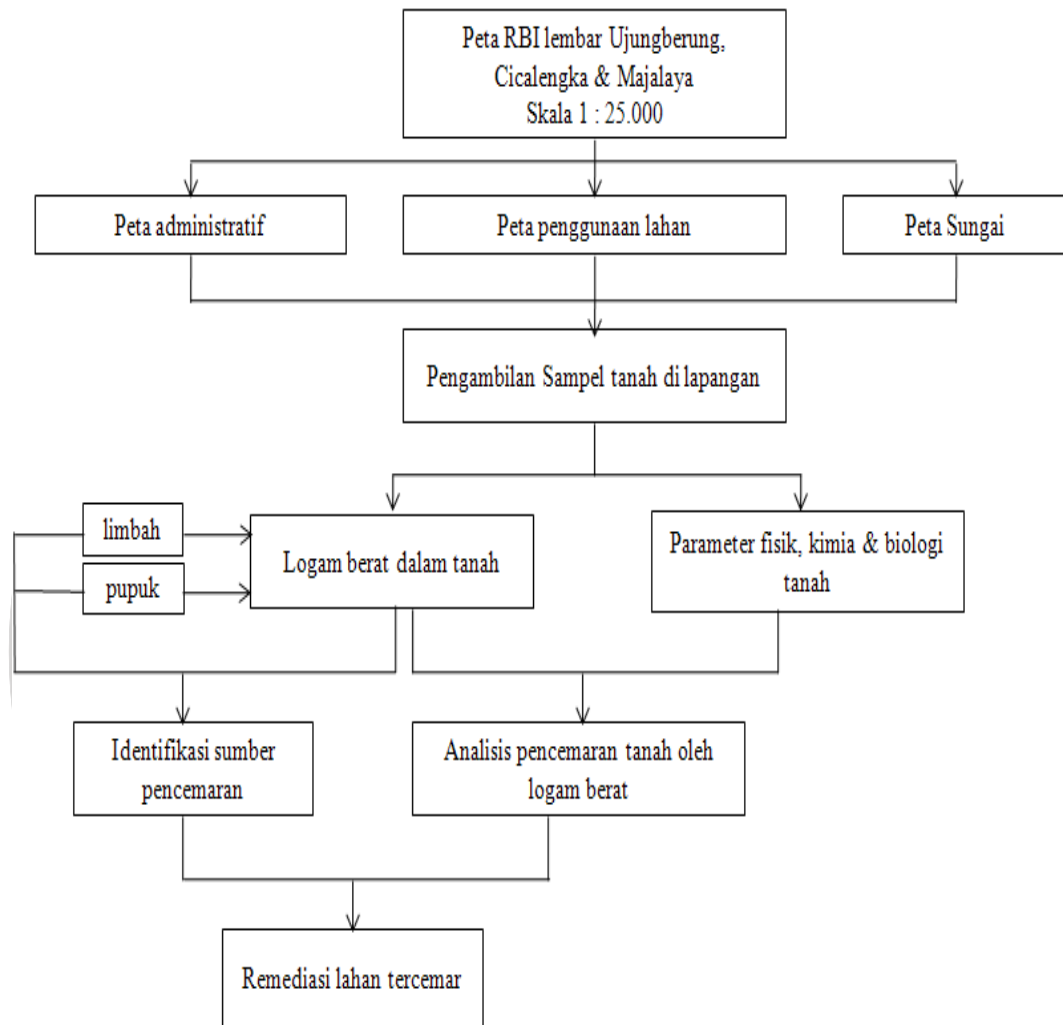 Peta RBI lembar Ujungberung,
Cicalengka & Majalaya
Skala 1 : 25.000
Peta administratif
Peta penggunaan lahan
Peta Sungai
Pengambilan Sampel tanah di lapangan
limbah
pupuk
Logam berat dalam tanah
Parameter fisik, kimia & biologi
tanah
Identifikasi sumber
pencemaran
Analisis pencemaran tanah oleh
logam berat
Remediasi lahan tercemar